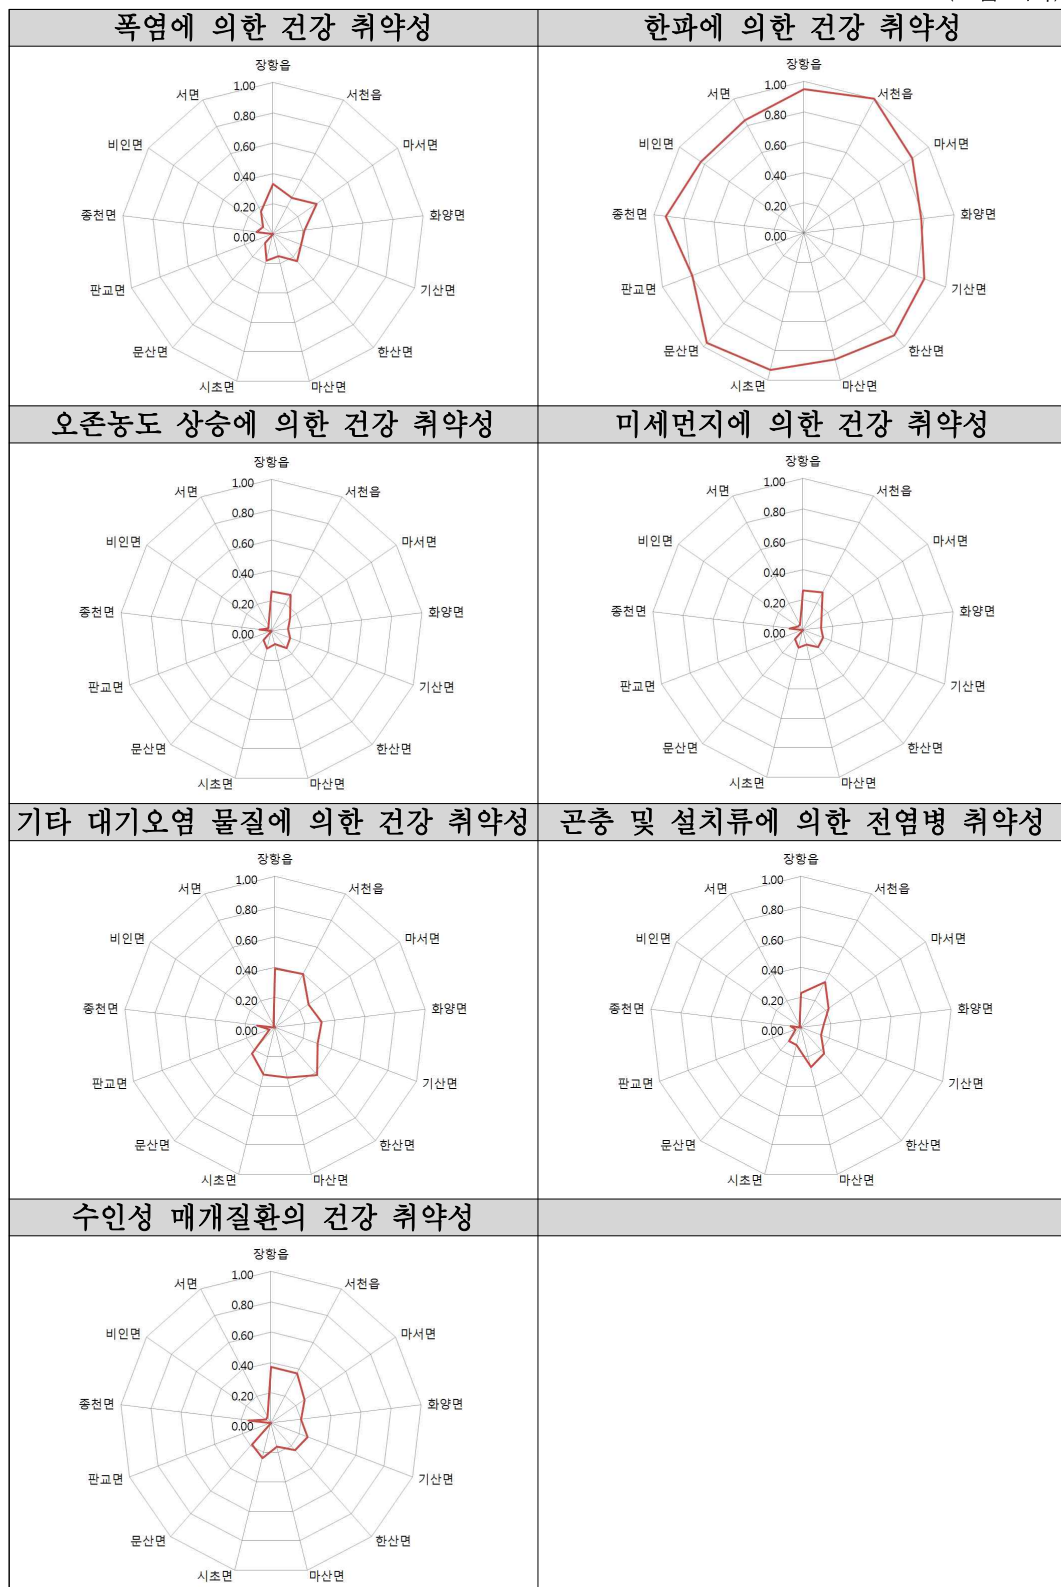 폭염에 의한 건강 취약성
장항읍
서천읍
마서면
화양면
기산면
한산면
마산면
시초면
문산면
판교면
종천면
비인면
서면
1.00
0.80
0.60
0.40
0.20
0.00
한파에 의한 건강 취약성
장항읍
서천읍
마서면
화양면
기산면
한산면
마산면
시초면
문산면
판교면
종천면
비인면
서면
1.00
0.80
0.60
0.40
0.20
0.00
오존농도 상승에 의한 건강 취약성
장항읍
서천읍
마서면
화양면
기산면
한산면
마산면
시초면
문산면
판교면
종천면
비인면
서면
1.00
0.80
0.60
0.40
0.20
0.00
미세먼지에 의한 건강 취약성
장항읍
서천읍
마서면
화양면
기산면
한산면
마산면
시초면
문산면
판교면
종천면
비인면
서면
1.00
0.80
0.60
0.40
0.20
0.00
기타 대기오염 물질에 의한 건강 취약성
장항읍
서천읍
마서면
화양면
기산면
한산면
마산면
시초면
문산면
판교면
종천면
비인면
서면
1.00
0.80
0.60
0.40
0.20
0.00
곤충 및 설치류에 의한 전염병 취약성
장항읍
서천읍
마서면
화양면
기산면
한산면
마산면
시초면
문산면
판교면
종천면
비인면
서면
1.00
0.80
0.60
0.40
0.20
0.00
수인성 매개질환의 건강 취약성
장항읍
서천읍
마서면
화양면
기산면
한산면
마산면
시초면
문산면
판교면
종천면
비인면
서면
1.00
0.80
0.60
0.40
0.20
0.00